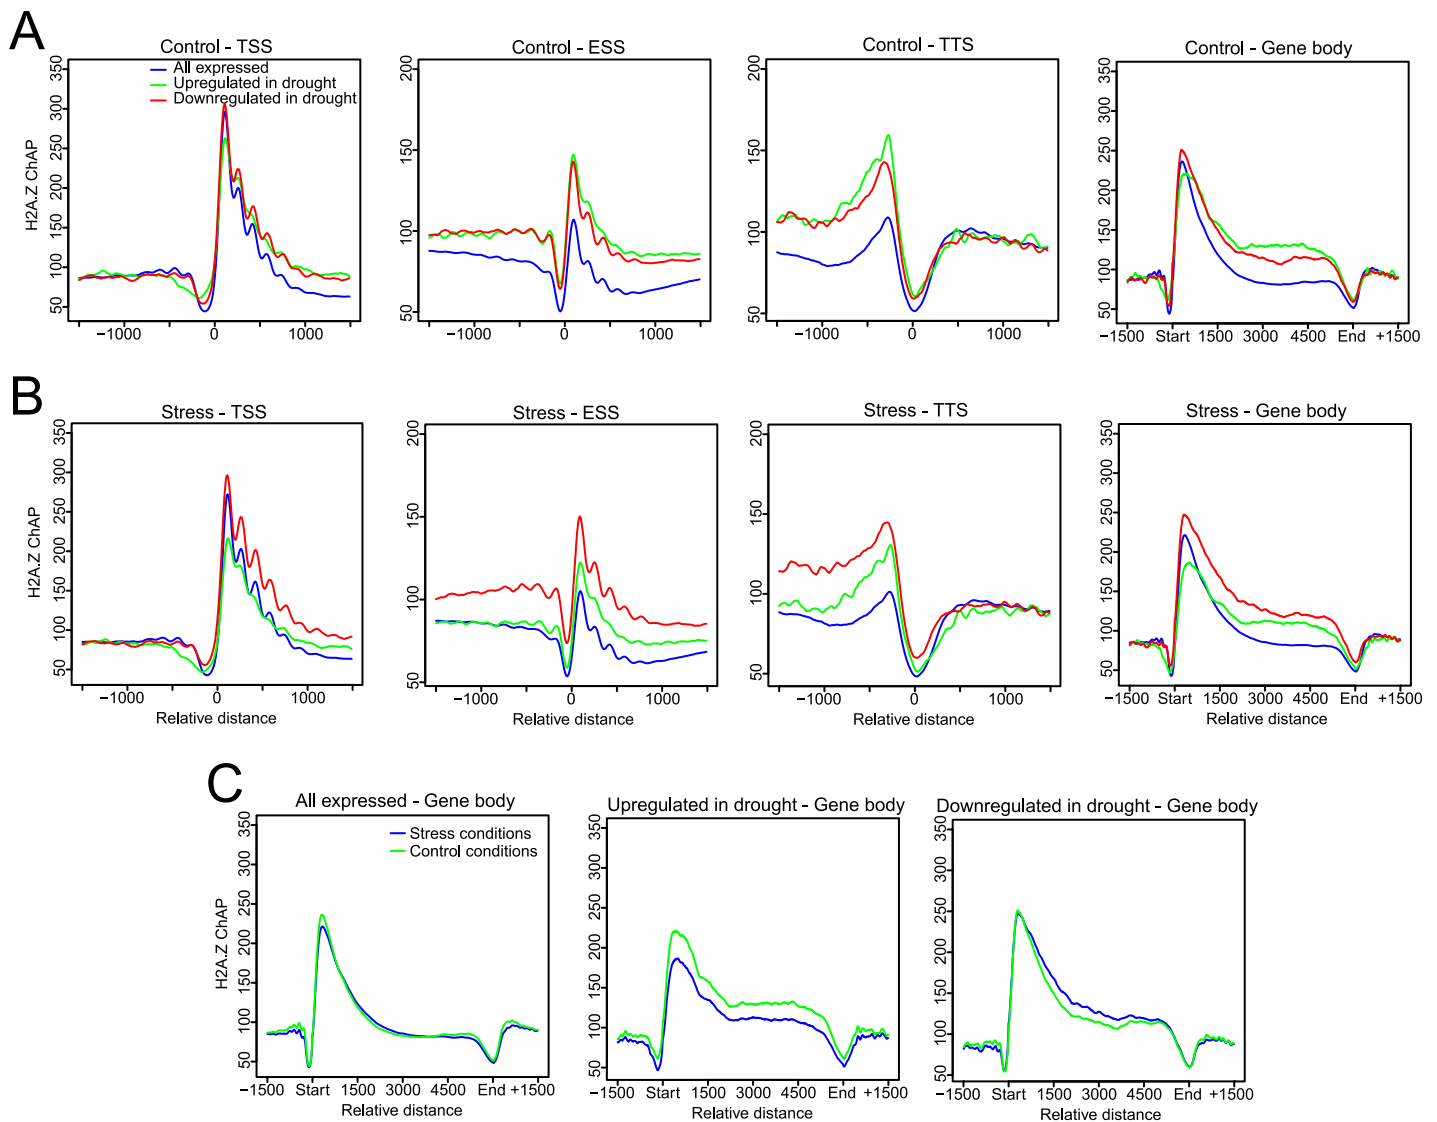 A
Control - TSS
Control - ESS
Control - TTS
Control - Gene body
All expressed
Upregulated in drought
Downregulated in drought
H2A.Z ChAP
50 100 150 200 250 300 350
−1000 0 1000
50 100 150 200
−1000 0 1000
50 100 150 200
−1000 0 1000
50 100 150 200 250 300 350
−1500 Start 1500 3000 4500 End +1500
B
Stress - TSS
Stress - ESS
Stress - TTS
Stress - Gene body
H2A.Z ChAP
50 100 150 200 250 300 350
−1000 0 1000
Relative distance
50 100 150 200
−1000 0 1000
Relative distance
50 100 150 200
−1000 0 1000
Relative distance
50 100 150 200 250 300 350
−1500 Start 1500 3000 4500 End +1500
Relative distance
C
All expressed - Gene body
Upregulated in drought - Gene body
Downregulated in drought - Gene body
Stress conditions
Control conditions
H2A.Z ChAP
50 100 150 200 250 300 350
−1500 Start 1500 3000 4500 End +1500
Relative distance
50 100 150 200 250 300 350
−1500 Start 1500 3000 4500 End +1500
Relative distance
50 100 150 200 250 300 350
−1500 Start 1500 3000 4500 End +1500
Relative distance